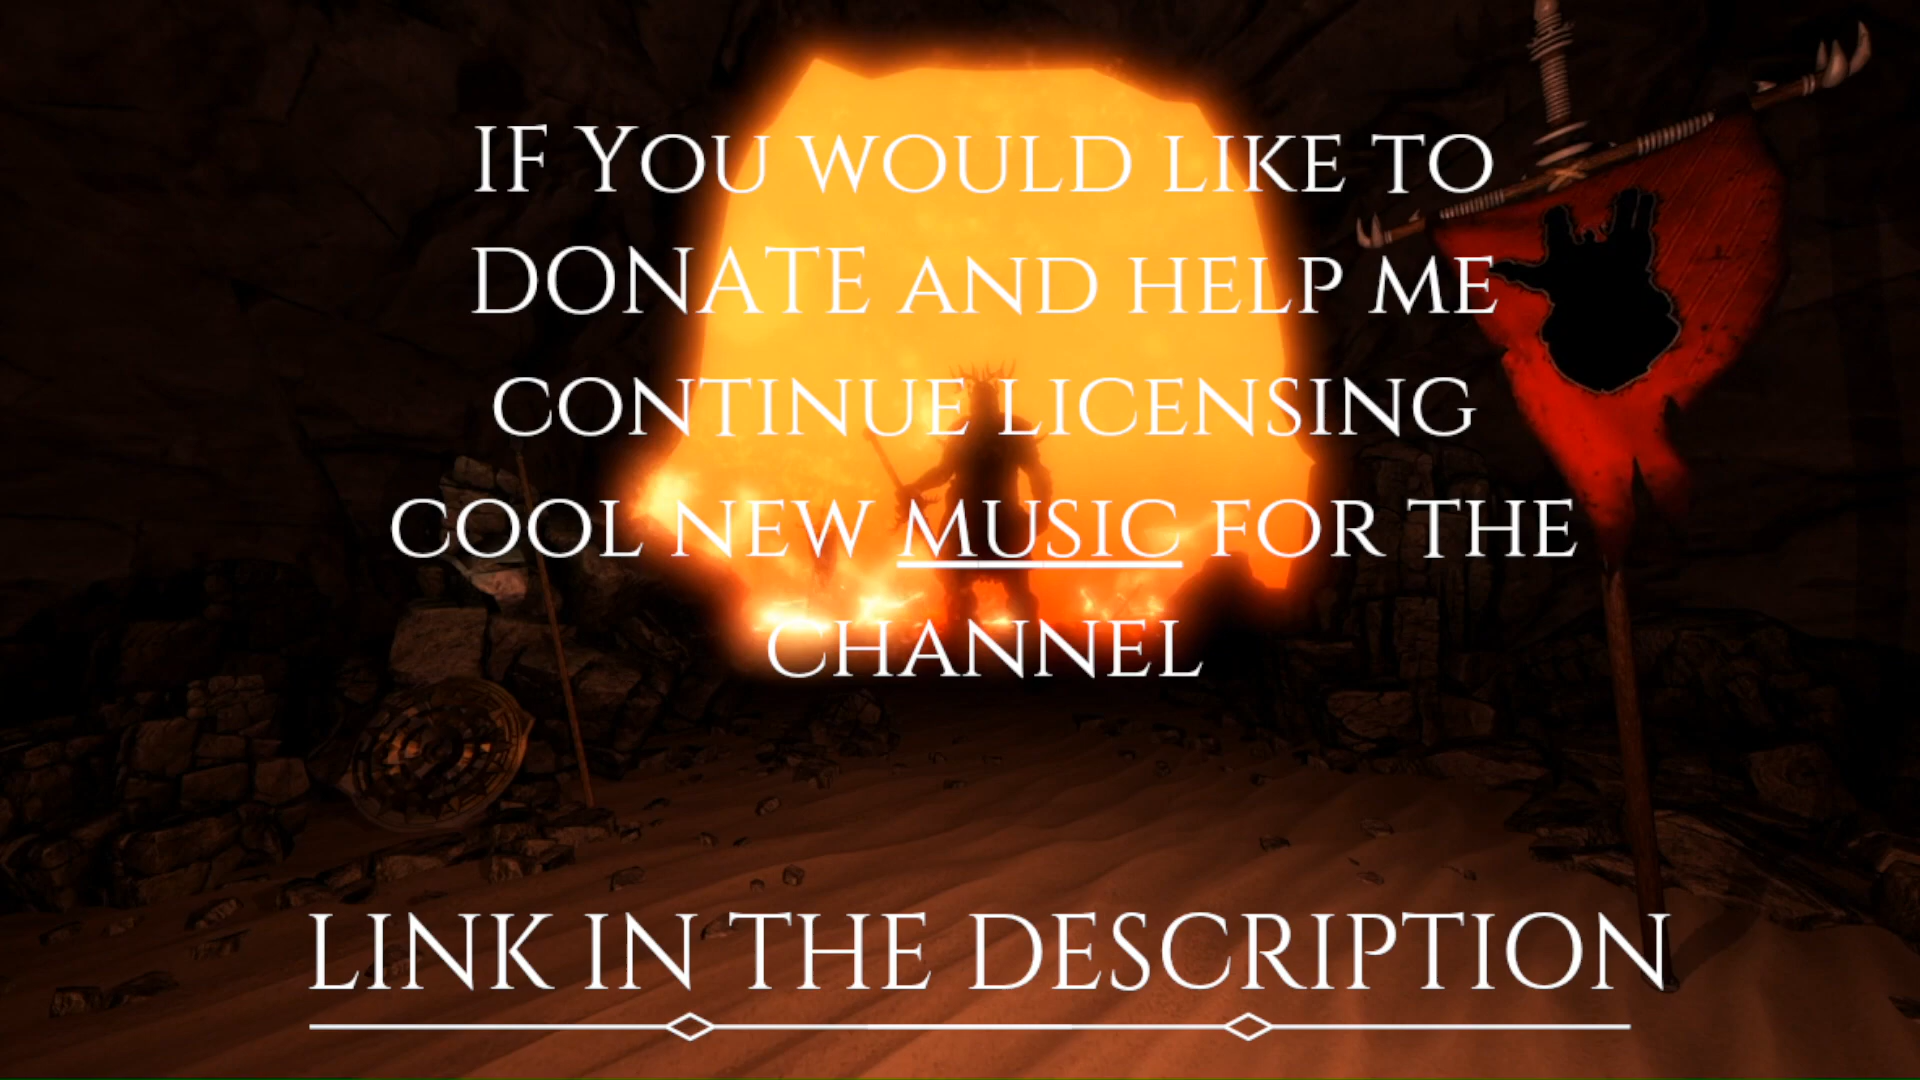 IF YOU WOULD LIKE TO
DONATE AND HELP ME
CONTINUE LICENSING
COOL NEW MUSIC FOR THE
CHANNEL
LINK IN THE DESCRIPTION